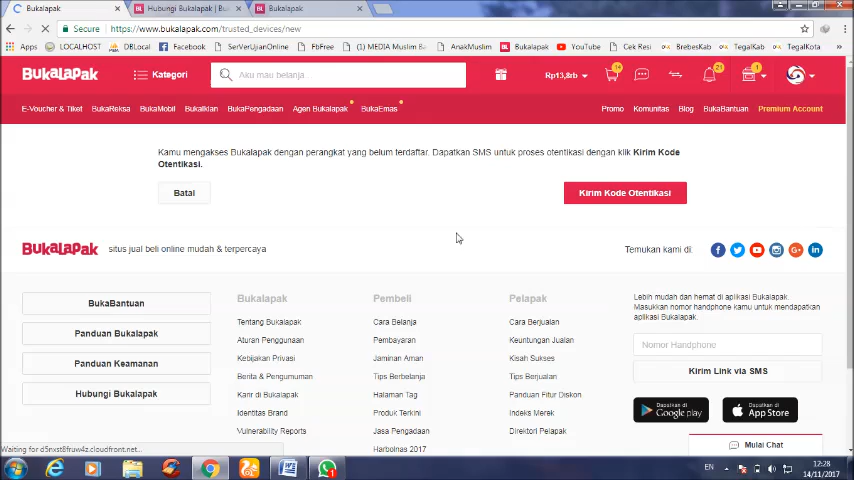 Bukalapak
Hubungi Bukalapak | Bu
Bukalapak
Secure
https://www.bukalapak.com/trusted_devices/new
Apps
LOCALHOST
DBLocal
Facebook
SerVerUjianOnline
FbFree
(1) MEDIA Muslim Ba
AnakMuslim
Bukalapak
YouTube
Cek Resi
BrebesKab
TegalKab
TegalKota
BukaLapak
Kategori
Aku mau belanja...
Rp13,8rb
14
21
1
E-Voucher & Tiket
BukaReksa
BukaMobil
BukaIklan
BukaPengadaan
Agen Bukalapak
BukaEmas
Promo
Komunitas
Blog
BukaBantuan
Premium Account
Kamu mengakses Bukalapak dengan perangkat yang belum terdaftar. Dapatkan SMS untuk proses otentikasi dengan klik Kirim Kode
Otentikasi.
Batal
Kirim Kode Otentikasi
BukaLapak
situs jual beli online mudah & terpercaya
Temukan kami di:
BukaBantuan
Panduan Bukalapak
Panduan Keamanan
Hubungi Bukalapak
Bukalapak
Tentang Bukalapak
Aturan Penggunaan
Kebijakan Privasi
Berita & Pengumuman
Karir di Bukalapak
Identitas Brand
Vulnerability Reports
Pembeli
Cara Belanja
Pembayaran
Jaminan Aman
Tips Berbelanja
Halaman Tag
Produk Terkini
Jasa Pengadaan
Harbolnas 2017
Pelapak
Cara Berjualan
Keuntungan Jualan
Kisah Sukses
Tips Berjualan
Panduan Fitur Diskon
Indeks Merek
Direktori Pelapak
Lebih mudah dan hemat di aplikasi Bukalapak.
Masukkan nomor handphone kamu untuk mendapatkan
aplikasi Bukalapak.
Nomor Handphone
Kirim Link via SMS
Dapatkan di
Google play
Dapatkan di
App Store
Mulai Chat
Waiting for d5nxst8fruw4z.cloudfront.net...
EN
12:28
14/11/2017